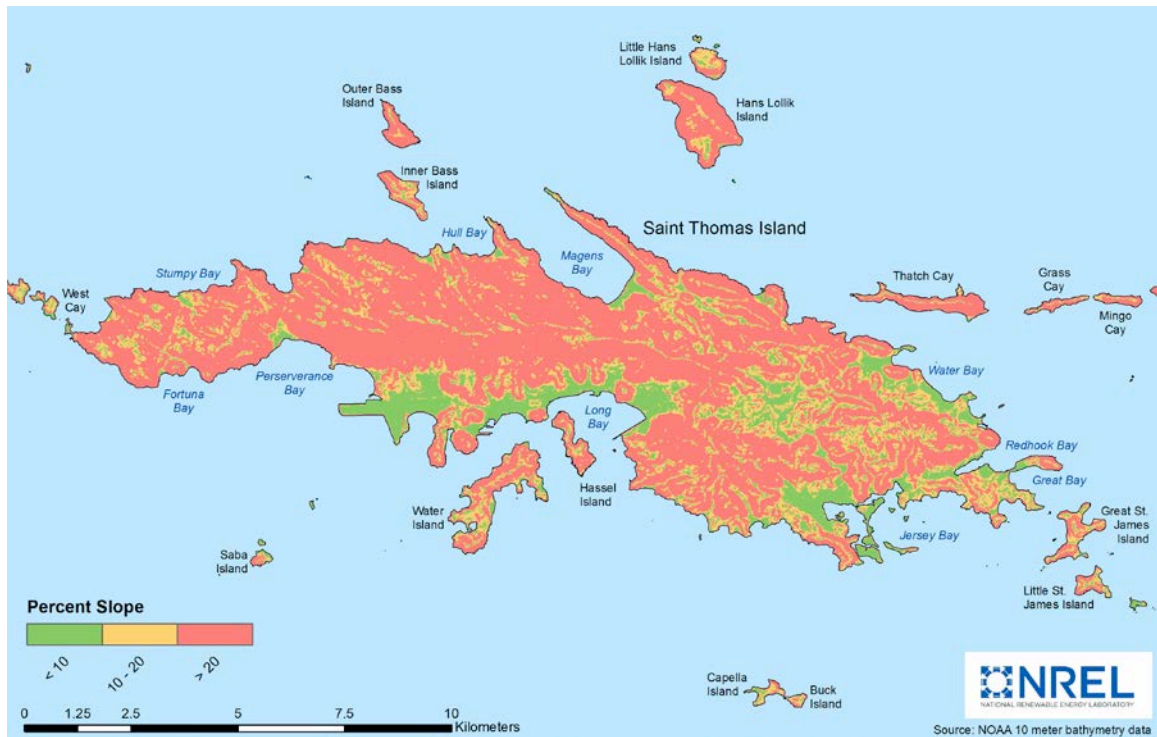 Little Hans
Lollik Island
Outer Bass
Island
Hans Lollik
Island
Inner Bass
Island
Saint Thomas Island
Hull Bay
Magens
Bay
Stumpy Bay
West
Cay
Thatch Cay
Grass
Cay
Mingo
Cay
Fortuna
Bay
Perserverance
Bay
Water Bay
Long
Bay
Redhook Bay
Great Bay
Hassel
Island
Water
Island
Great St.
James
Island
Jersey Bay
Saba
Island
Little St.
James Island
Percent Slope
< 10
10 - 20
> 20
Capella
Island
Buck
Island
0 1.25 2.5 5 7.5 10
Kilometers
NREL
NATIONAL RENEWABLE ENERGY LABORATORY
Source: NOAA 10 meter bathymetry data